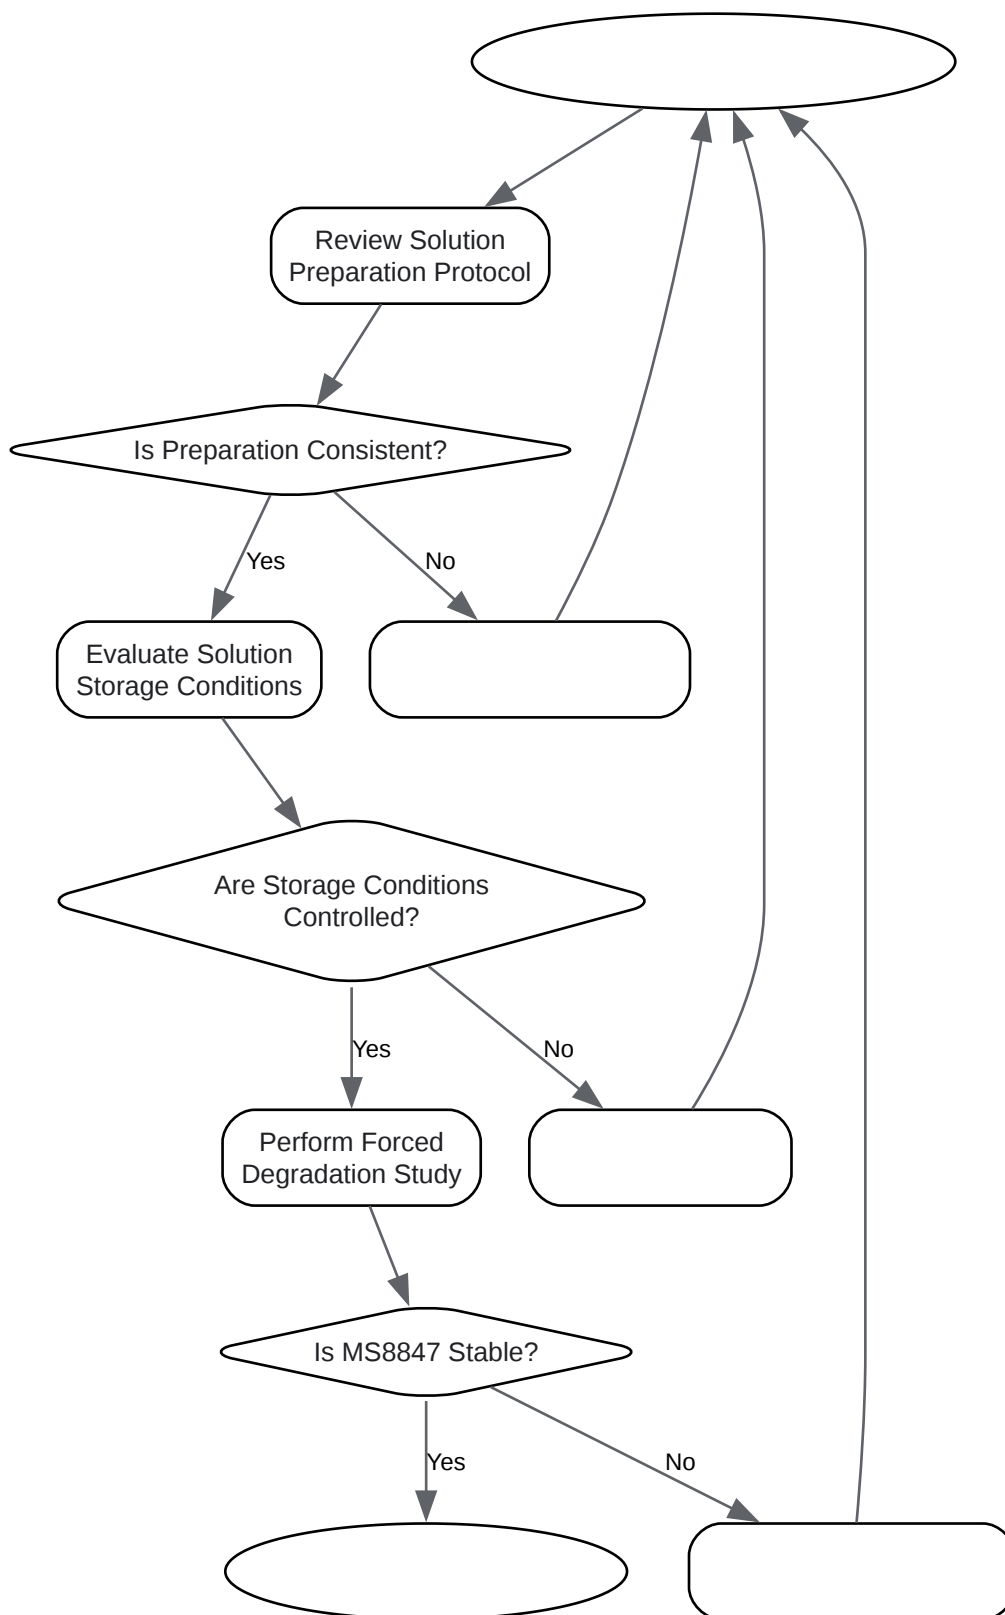 Review Solution
Preparation Protocol
Is Preparation Consistent?
Yes
No
Evaluate Solution
Storage Conditions
Are Storage Conditions
Controlled?
Yes
No
Perform Forced
Degradation Study
Is MS8847 Stable?
Yes
No